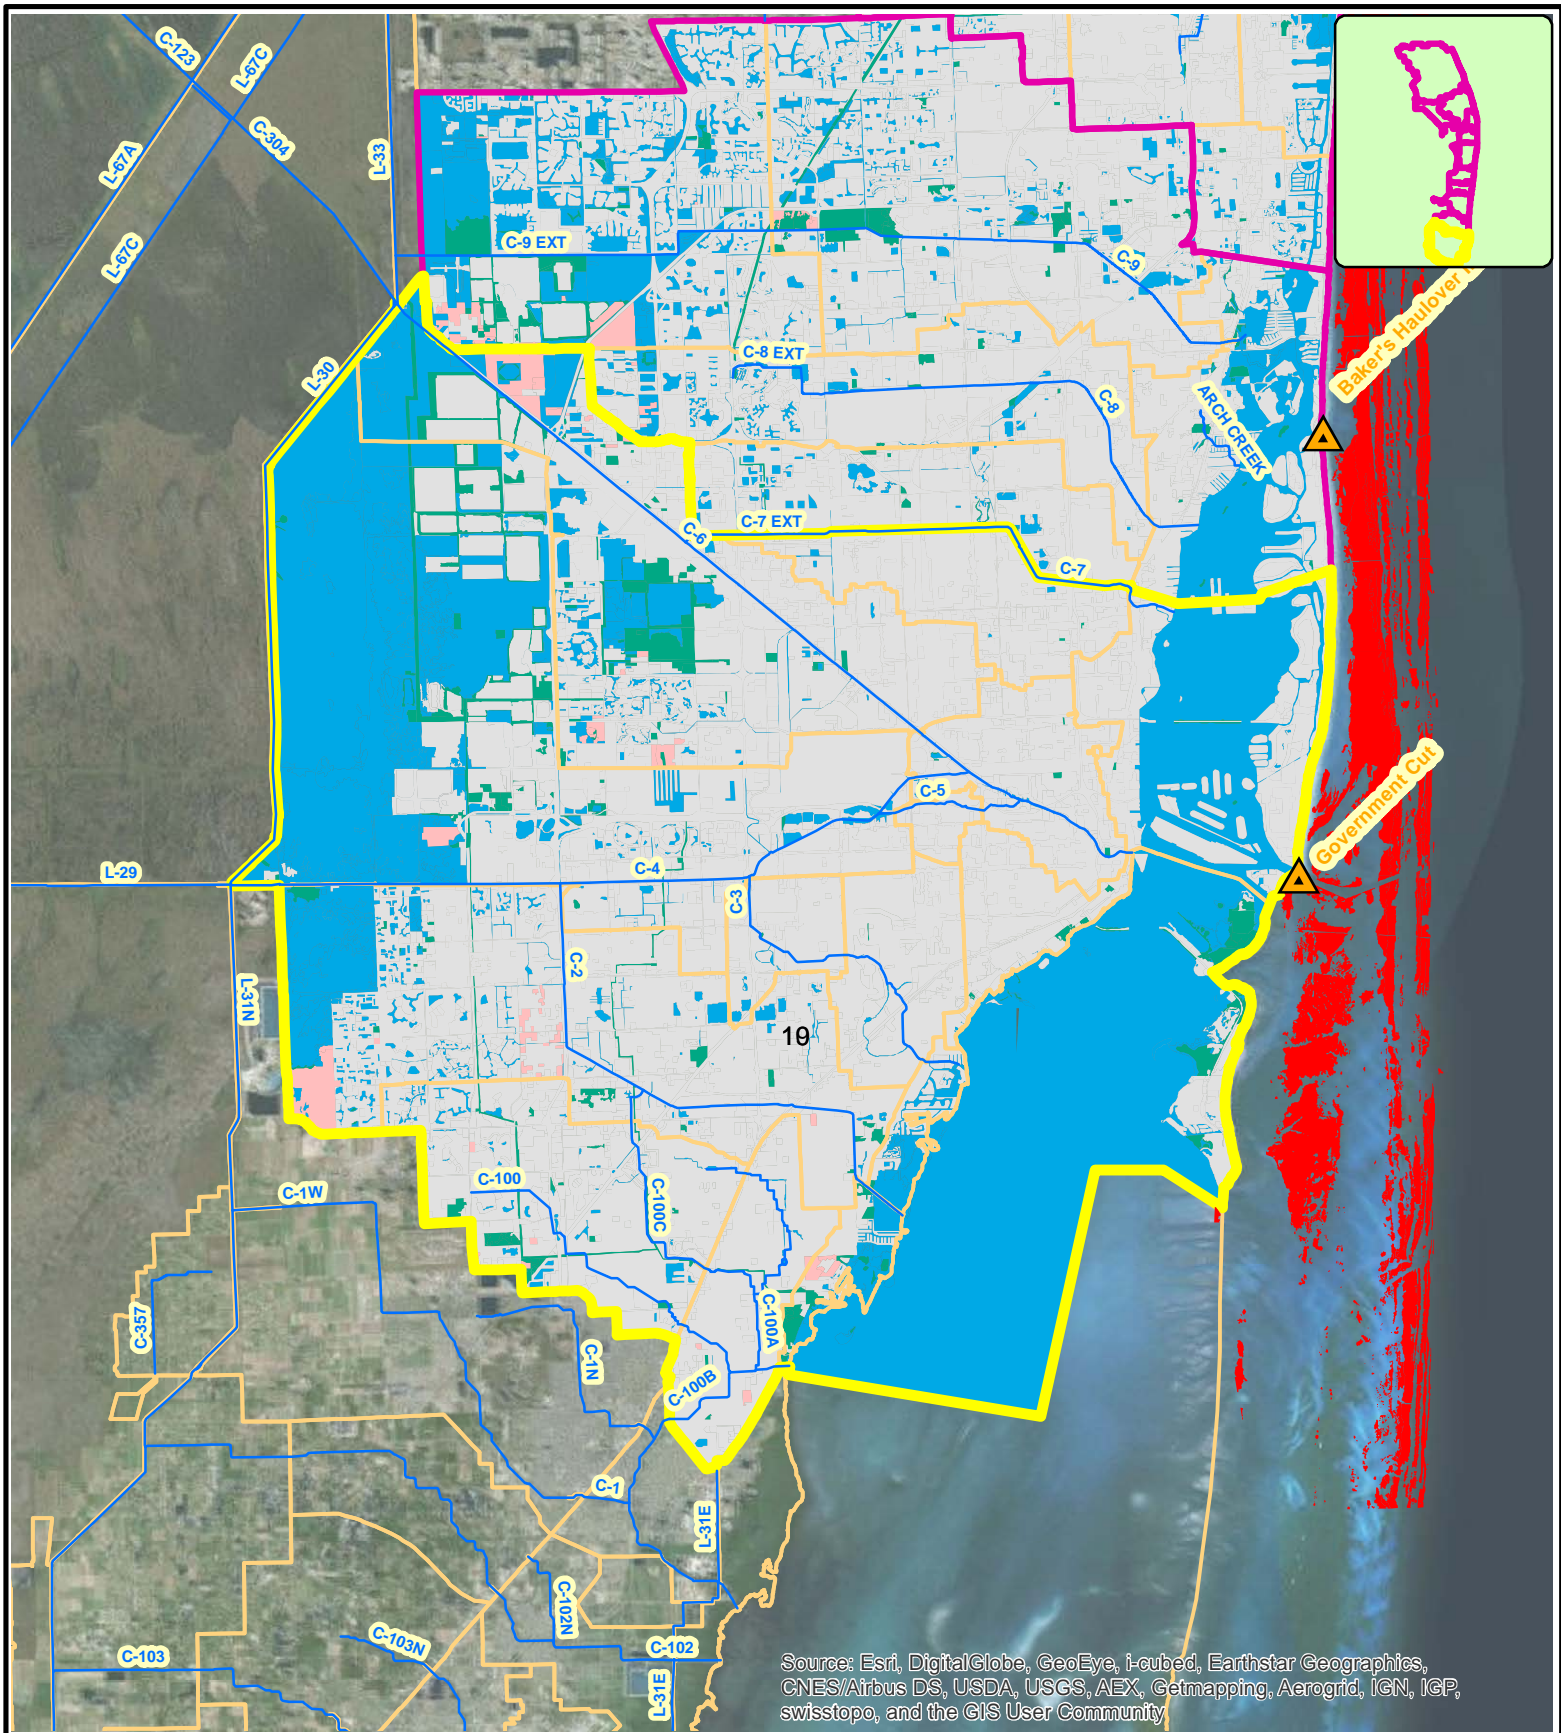 C-123
L-67C
L-67A
C-304
L-33
L-67C
C-9 EXT
C-9
L-30
C-8 EXT
C-8
ARCH CREEK
Baker's Haulover
C-6
C-7 EXT
C-7
Government Cut
C-5
L-29
C-4
C-3
C-2
L-31N
C-1W
C-100
C-100C
C-357
C-100A
C-1N
C-100B
C-1
L-31E
C-102N
C-103
C-103N
C-102
L-31E
Source: Esri, DigitalGlobe, GeoEye, i-cubed, Earthstar Geographics,
CNES/Airbus DS, USDA, USGS, AEX, Getmapping, Aerogrid, IGN, IGP,
swisstopo, and the GIS User Community